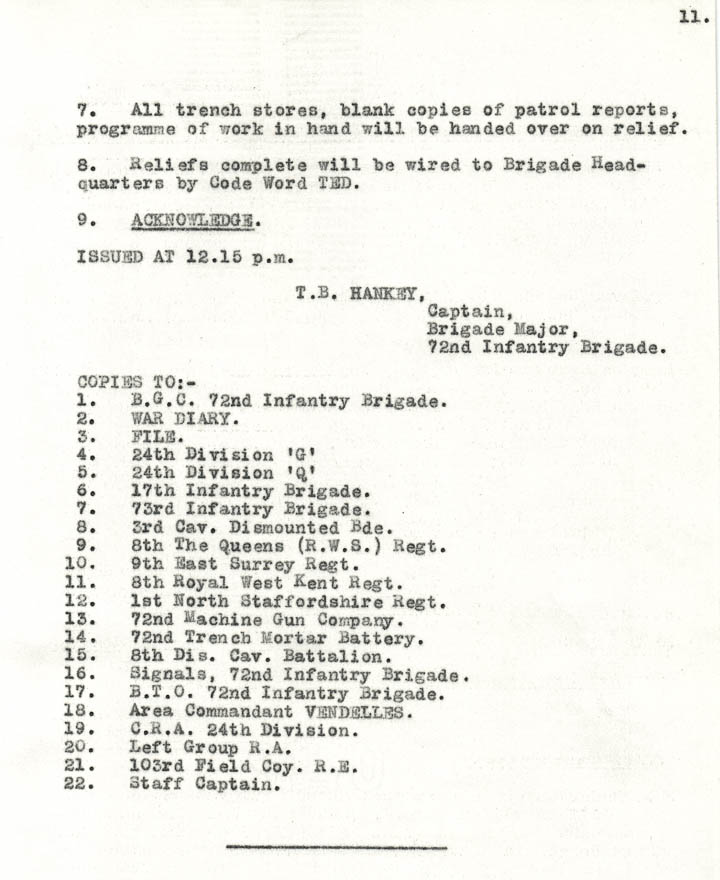 11.
7. All trench stores, blank copies of patrol reports,
programme of work in hand will be handed over on relief.
8. Reliefs complete will be wired to Brigade Head-
quarters by Code Word TED.
9. ACKNOWLEDGE.
ISSUED AT 12.15 p.m.
T.B. HANKEY,
Captain,
Brigade Major,
72nd Infantry Brigade.
COPIES TO:-
1. B.G.C. 72nd Infantry Brigade.
2. WAR DIARY.
3. FILE.
4. 24th Division 'G'
5. 24th Division 'Q'
6. 17th Infantry Brigade.
7. 73rd Infantry Brigade.
8. 3rd Cav. Dismounted Bde.
9. 8th The Queens (R.W.S.) Regt.
10. 9th East Surrey Regt.
11. 8th Royal West Kent Regt.
12. 1st North Staffordshire Regt.
13. 72nd Machine Gun Company.
14. 72nd Trench Mortar Battery.
15. 8th Dis. Cav. Battalion.
16. Signals, 72nd Infantry Brigade.
17. B.T.O. 72nd Infantry Brigade.
18. Area Commandant VENDELLES.
19. C.R.A. 24th Division.
20. Left Group R.A.
21. 103rd Field Coy. R.E.
22. Staff Captain.